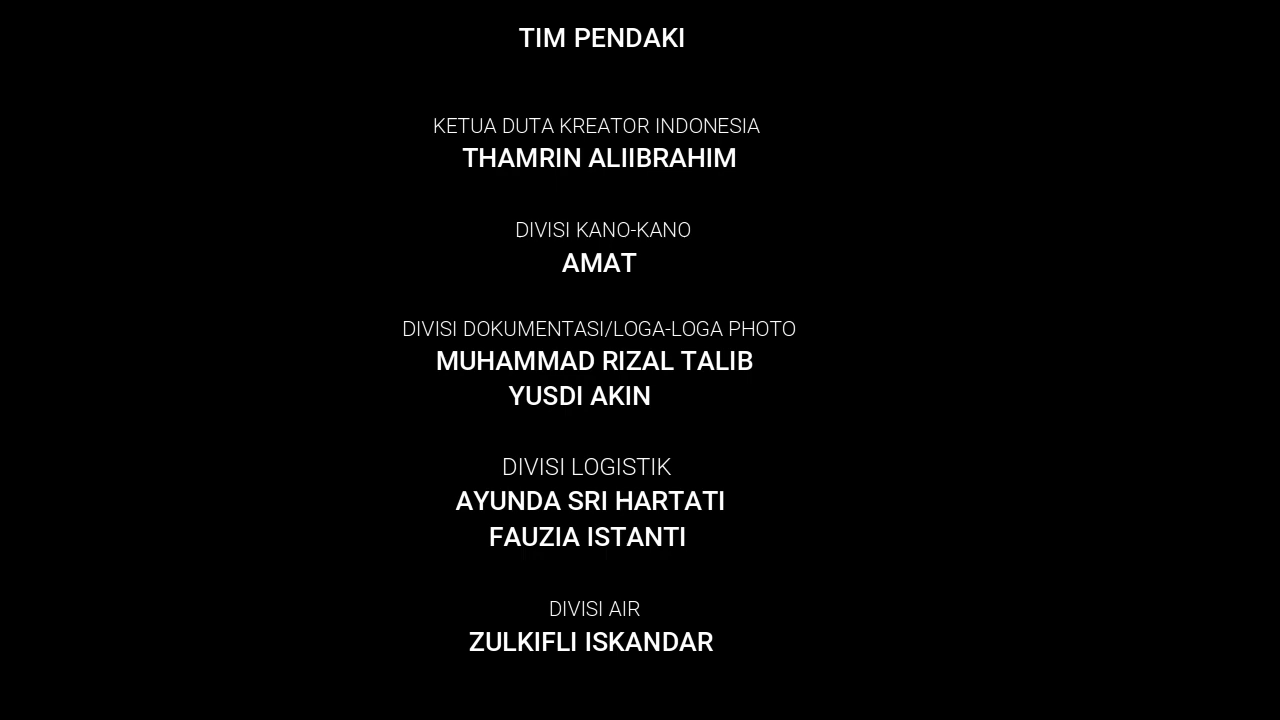 TIM PENDAKI
KETUA DUTA KREATOR INDONESIA
THAMRIN ALIIBRAHIM
DIVISI KANO-KANO
AMAT
DIVISI DOKUMENTASI/LOGA-LOGA PHOTO
MUHAMMAD RIZAL TALIB
YUSDI AKIN
DIVISI LOGISTIK
AYUNDA SRI HARTATI
FAUZIA ISTANTI
DIVISI AIR
ZULKIFLI ISKANDAR